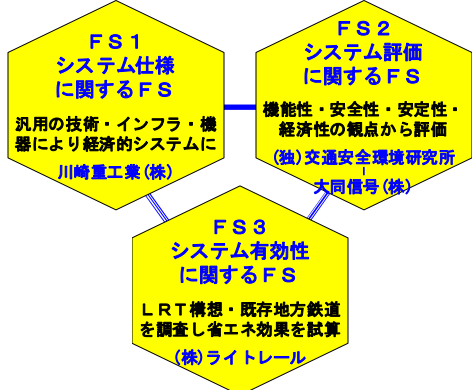 ＦＳ１
システム仕様
に関するＦＳ
汎用の技術・インフラ・機
器により経済的システムに
川崎重工業(株)
ＦＳ２
システム評価
に関するＦＳ
機能性・安全性・安定性・
経済性の観点から評価
(独)交通安全環境研究所
大同信号(株)
ＦＳ３
システム有効性
に関するＦＳ
ＬＲＴ構想・既存地方鉄道
を調査し省エネ効果を試算
(株)ライトレール